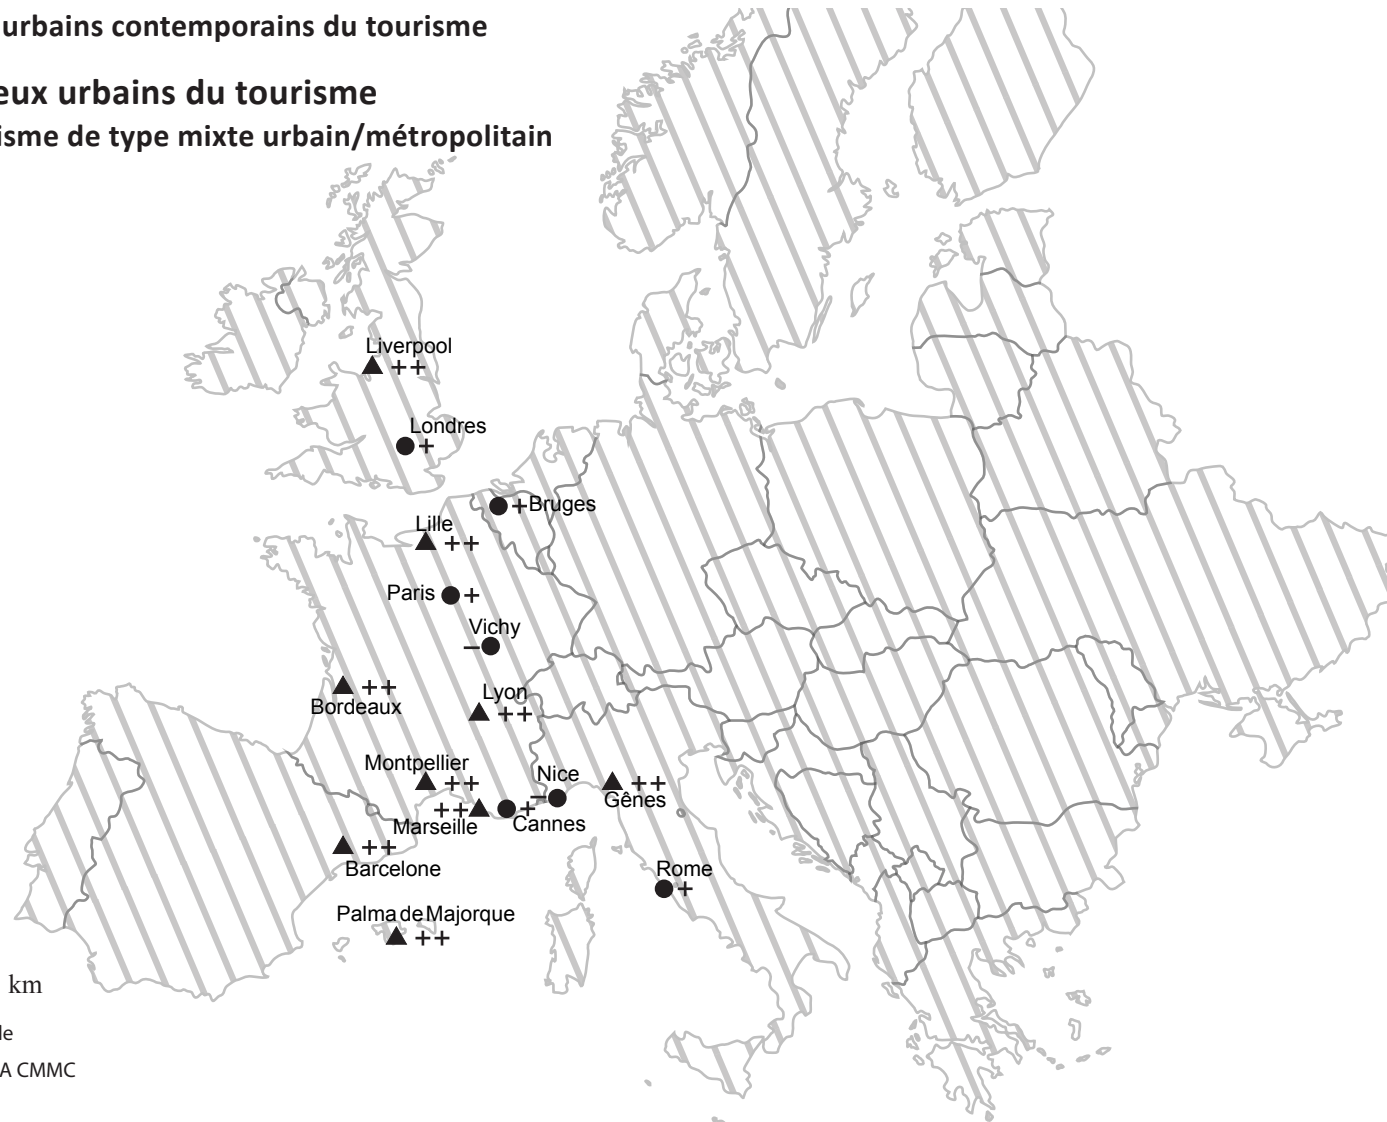 urbains contemporains du tourisme
eux urbains du tourisme
isme de type mixte urbain/métropolitain
Liverpool
++
Londres
+
+Bruges
Lille
++
Paris +
Vichy
–
Lyon
++
++
Bordeaux
Montpellier
++
Nice
–
++
Gênes
++
Marseille
+
Cannes
++
Barcelone
Rome
+
Palma de Majorque
++
km
le
A CMMC